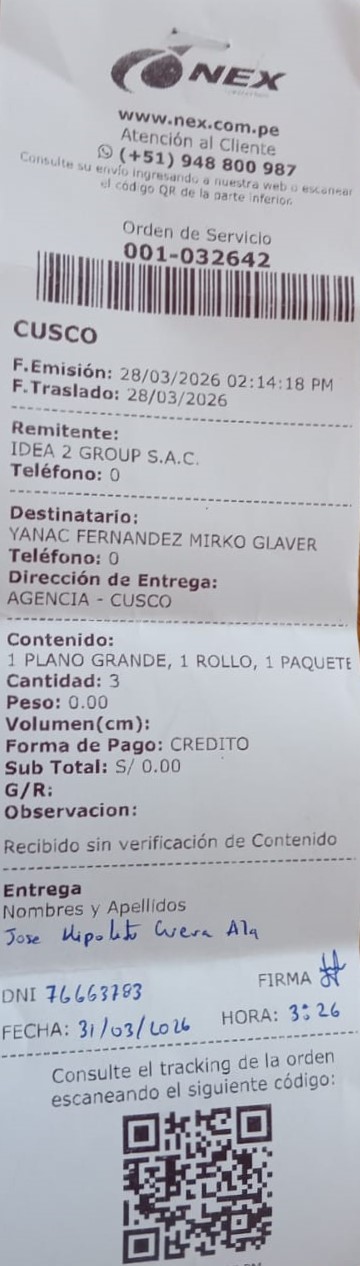 NEX
www.nex.com.pe
Atención al Cliente
(+51) 948 800 987
Consulte su envío ingresando a nuestra web o escanear
el código QR de la parte inferior.
Orden de Servicio
001-032642
CUSCO
F.Emisión: 28/03/2026 02:14:18 PM
F.Traslado: 28/03/2026
Remitente:
IDEA 2 GROUP S.A.C.
Teléfono: 0
Destinatario:
YANAC FERNANDEZ MIRKO GLAVER
Teléfono: 0
Dirección de Entrega:
AGENCIA - CUSCO
Contenido:
1 PLANO GRANDE, 1 ROLLO, 1 PAQUETE
Cantidad: 3
Peso: 0.00
Volumen(cm):
Forma de Pago: CREDITO
Sub Total: S/ 0.00
G/R:
Observacion:
Recibido sin verificación de Contenido
Entrega
Nombres y Apellidos
Jose Hipolito
DNI 76663783
FIRMA
FECHA: 31/03/2026 HORA: 3:26
Consulte el tracking de la orden
escaneando el siguiente código: